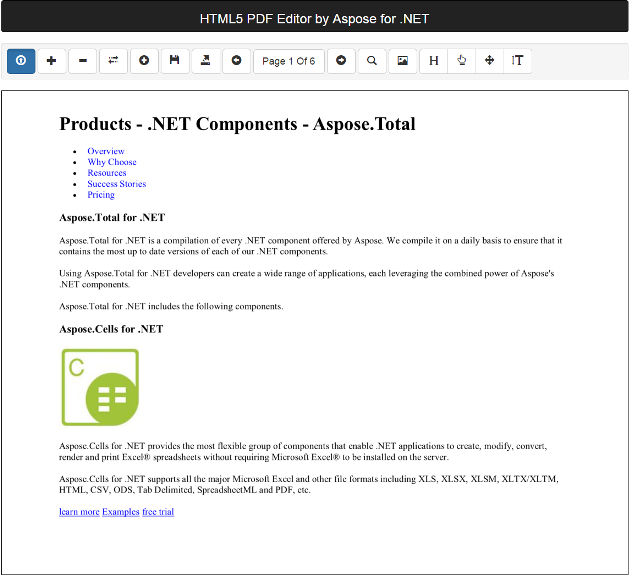 HTML5 PDF Editor by Aspose for .NET
Page 1 Of 6
H
T
Products - .NET Components - Aspose.Total
Overview
Why Choose
Resources
Success Stories
Pricing
Aspose.Total for .NET
Aspose.Total for .NET is a compilation of every .NET component offered by Aspose. We compile it on a daily basis to ensure that it
contains the most up to date versions of each of our .NET components.
Using Aspose.Total for .NET developers can create a wide range of applications, each leveraging the combined power of Aspose's
.NET components.
Aspose.Total for .NET includes the following components.
Aspose.Cells for .NET
C
Aspose.Cells for .NET provides the most flexible group of components that enable .NET applications to create, modify, convert,
render and print Excel® spreadsheets without requiring Microsoft Excel® to be installed on the server.
Aspose.Cells for .NET supports all the major Microsoft Excel and other file formats including XLS, XLSX, XLSM, XLTX/XLTM,
HTML, CSV, ODS, Tab Delimited, SpreadsheetML and PDF, etc.
learn more Examples free trial